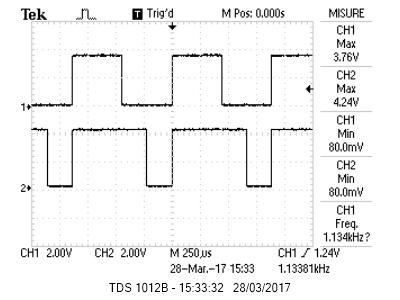 Tek T Trig'd M Pos: 0.000s MISURE
CH1
Max
3.76V
CH2
Max
4.24V
1
CH1
Min
80.0mV
CH2
Min
80.0mV
2
CH1
Freq.
1.134kHz?
CH1 2.00V CH2 2.00V M 250µs CH1 / 1.24V
28-Mar.-17 15:33 1.13381kHz
TDS 1012B - 15:33:32 28/03/2017